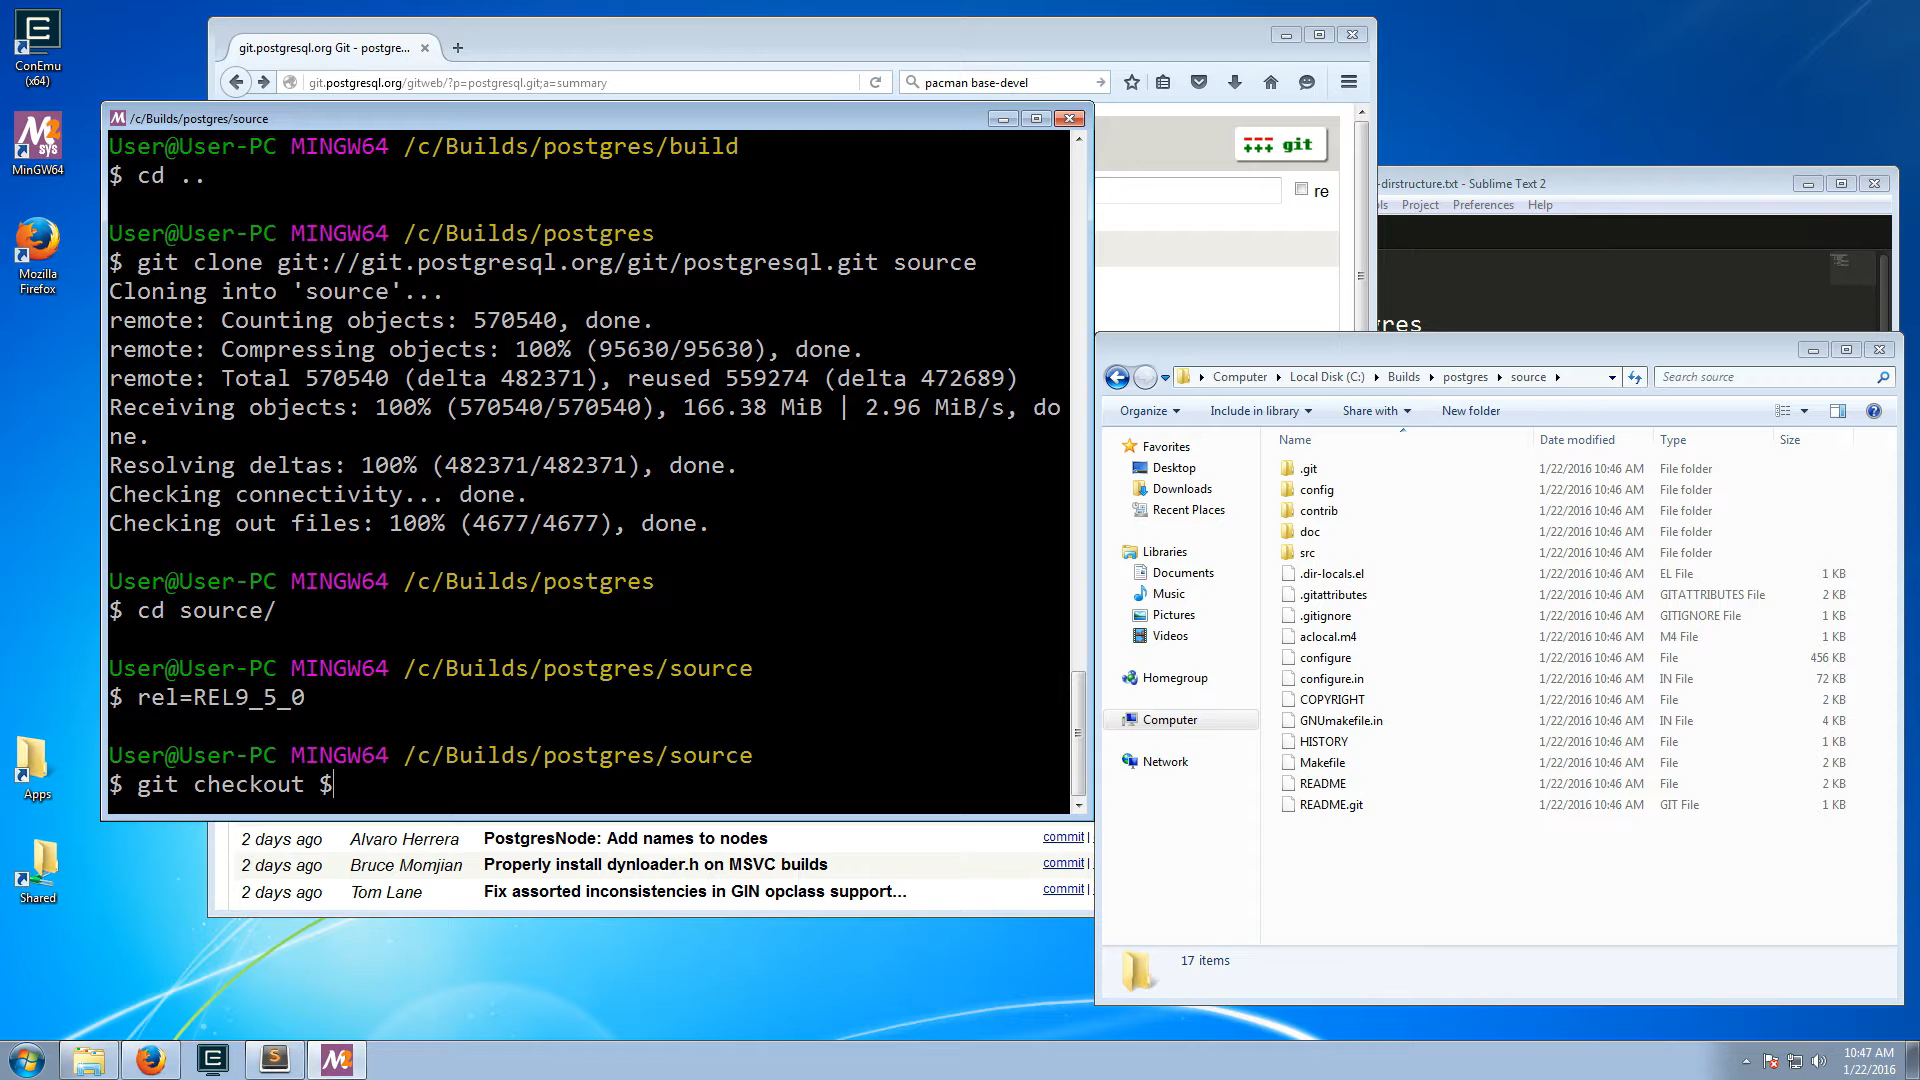 ConEmu
(x64)
MinGW64
Mozilla
Firefox
Apps
Shared
git.postgresql.org Git - postgre...
git.postgresql.org/gitweb/?p=postgresql.git;a=summary
pacman base-devel
git
re
/c/Builds/postgres/source
User@User-PC MINGW64 /c/Builds/postgres/build
$ cd ..
User@User-PC MINGW64 /c/Builds/postgres
$ git clone git://git.postgresql.org/git/postgresql.git source
Cloning into 'source'...
remote: Counting objects: 570540, done.
remote: Compressing objects: 100% (95630/95630), done.
remote: Total 570540 (delta 482371), reused 559274 (delta 472689)
Receiving objects: 100% (570540/570540), 166.38 MiB | 2.96 MiB/s, do
ne.
Resolving deltas: 100% (482371/482371), done.
Checking connectivity... done.
Checking out files: 100% (4677/4677), done.
User@User-PC MINGW64 /c/Builds/postgres
$ cd source/
User@User-PC MINGW64 /c/Builds/postgres/source
$ rel=REL9_5_0
User@User-PC MINGW64 /c/Builds/postgres/source
$ git checkout $
2 days ago Alvaro Herrera PostgresNode: Add names to nodes commit |
2 days ago Bruce Momjian Properly install dynloader.h on MSVC builds commit |
2 days ago Tom Lane Fix assorted inconsistencies in GIN opclass support... commit |
-dirstructure.txt - Sublime Text 2
ls Project Preferences Help
gres
Computer Local Disk (C:) Builds postgres source
Search source
Organize Include in library Share with New folder
Favorites
Desktop
Downloads
Recent Places
Libraries
Documents
Music
Pictures
Videos
Homegroup
Computer
Network
Name Date modified Type Size
.git 1/22/2016 10:46 AM File folder
config 1/22/2016 10:46 AM File folder
contrib 1/22/2016 10:46 AM File folder
doc 1/22/2016 10:46 AM File folder
src 1/22/2016 10:46 AM File folder
.dir-locals.el 1/22/2016 10:46 AM EL File 1 KB
.gitattributes 1/22/2016 10:46 AM GITATTRIBUTES File 2 KB
.gitignore 1/22/2016 10:46 AM GITIGNORE File 1 KB
aclocal.m4 1/22/2016 10:46 AM M4 File 1 KB
configure 1/22/2016 10:46 AM File 456 KB
configure.in 1/22/2016 10:46 AM IN File 72 KB
COPYRIGHT 1/22/2016 10:46 AM File 2 KB
GNUmakefile.in 1/22/2016 10:46 AM IN File 4 KB
HISTORY 1/22/2016 10:46 AM File 1 KB
Makefile 1/22/2016 10:46 AM File 2 KB
README 1/22/2016 10:46 AM File 2 KB
README.git 1/22/2016 10:46 AM GIT File 1 KB
17 items
10:47 AM
1/22/2016